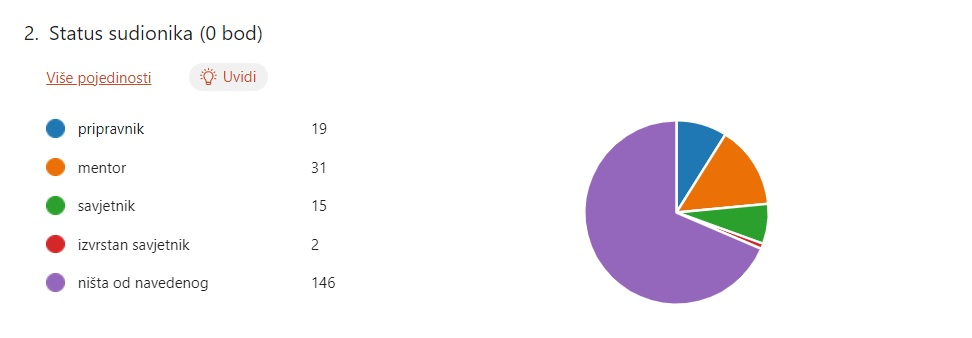 2. Status sudionika (0 bod)
Više pojedinosti Uvidi
pripravnik 19
mentor 31
savjetnik 15
izvrstan savjetnik 2
ništa od navedenog 146